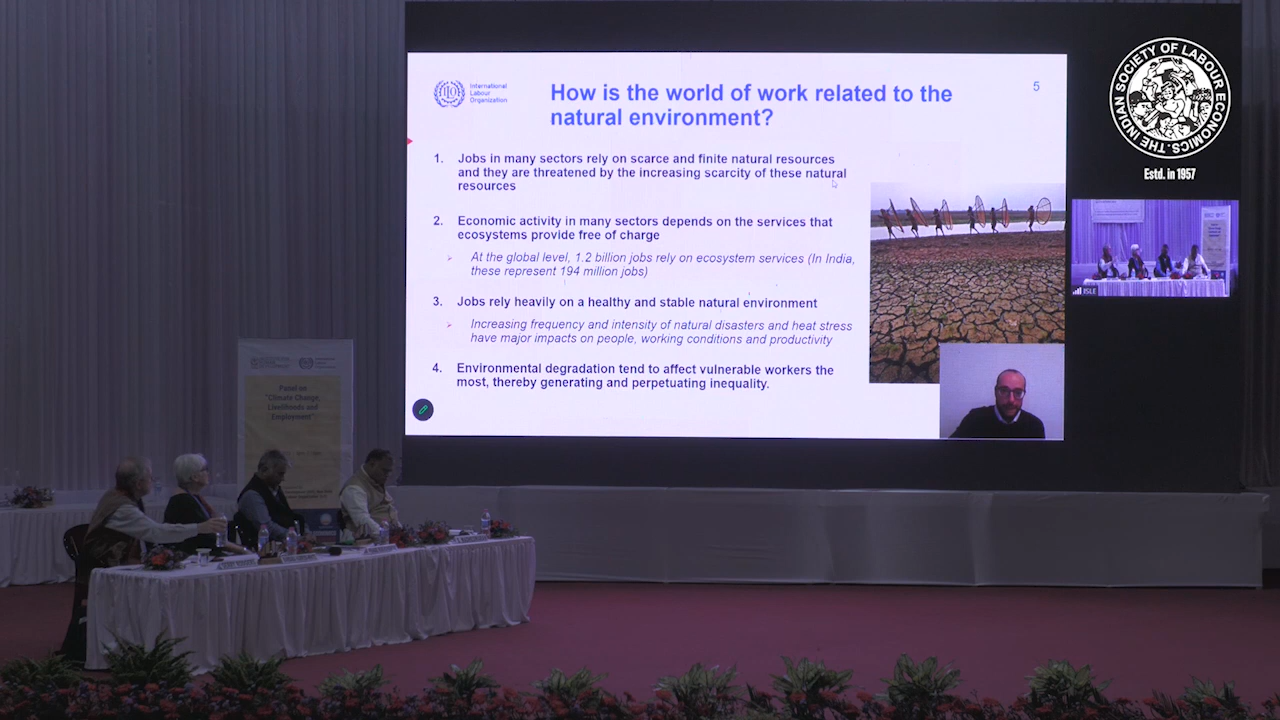 International
Labour
Organization
How is the world of work related to the
natural environment?
5
1. Jobs in many sectors rely on scarce and finite natural resources
and they are threatened by the increasing scarcity of these natural
resources
2. Economic activity in many sectors depends on the services that
ecosystems provide free of charge
At the global level, 1.2 billion jobs rely on ecosystem services (In India,
these represent 194 million jobs)
3. Jobs rely heavily on a healthy and stable natural environment
Increasing frequency and intensity of natural disasters and heat stress
have major impacts on people, working conditions and productivity
4. Environmental degradation tend to affect vulnerable workers the
most, thereby generating and perpetuating inequality.
THE INDIAN SOCIETY OF LABOUR ECONOMICS.
Estd. in 1957
ISLE
Panel on
"Climate Change,
Livelihoods and
Employment"